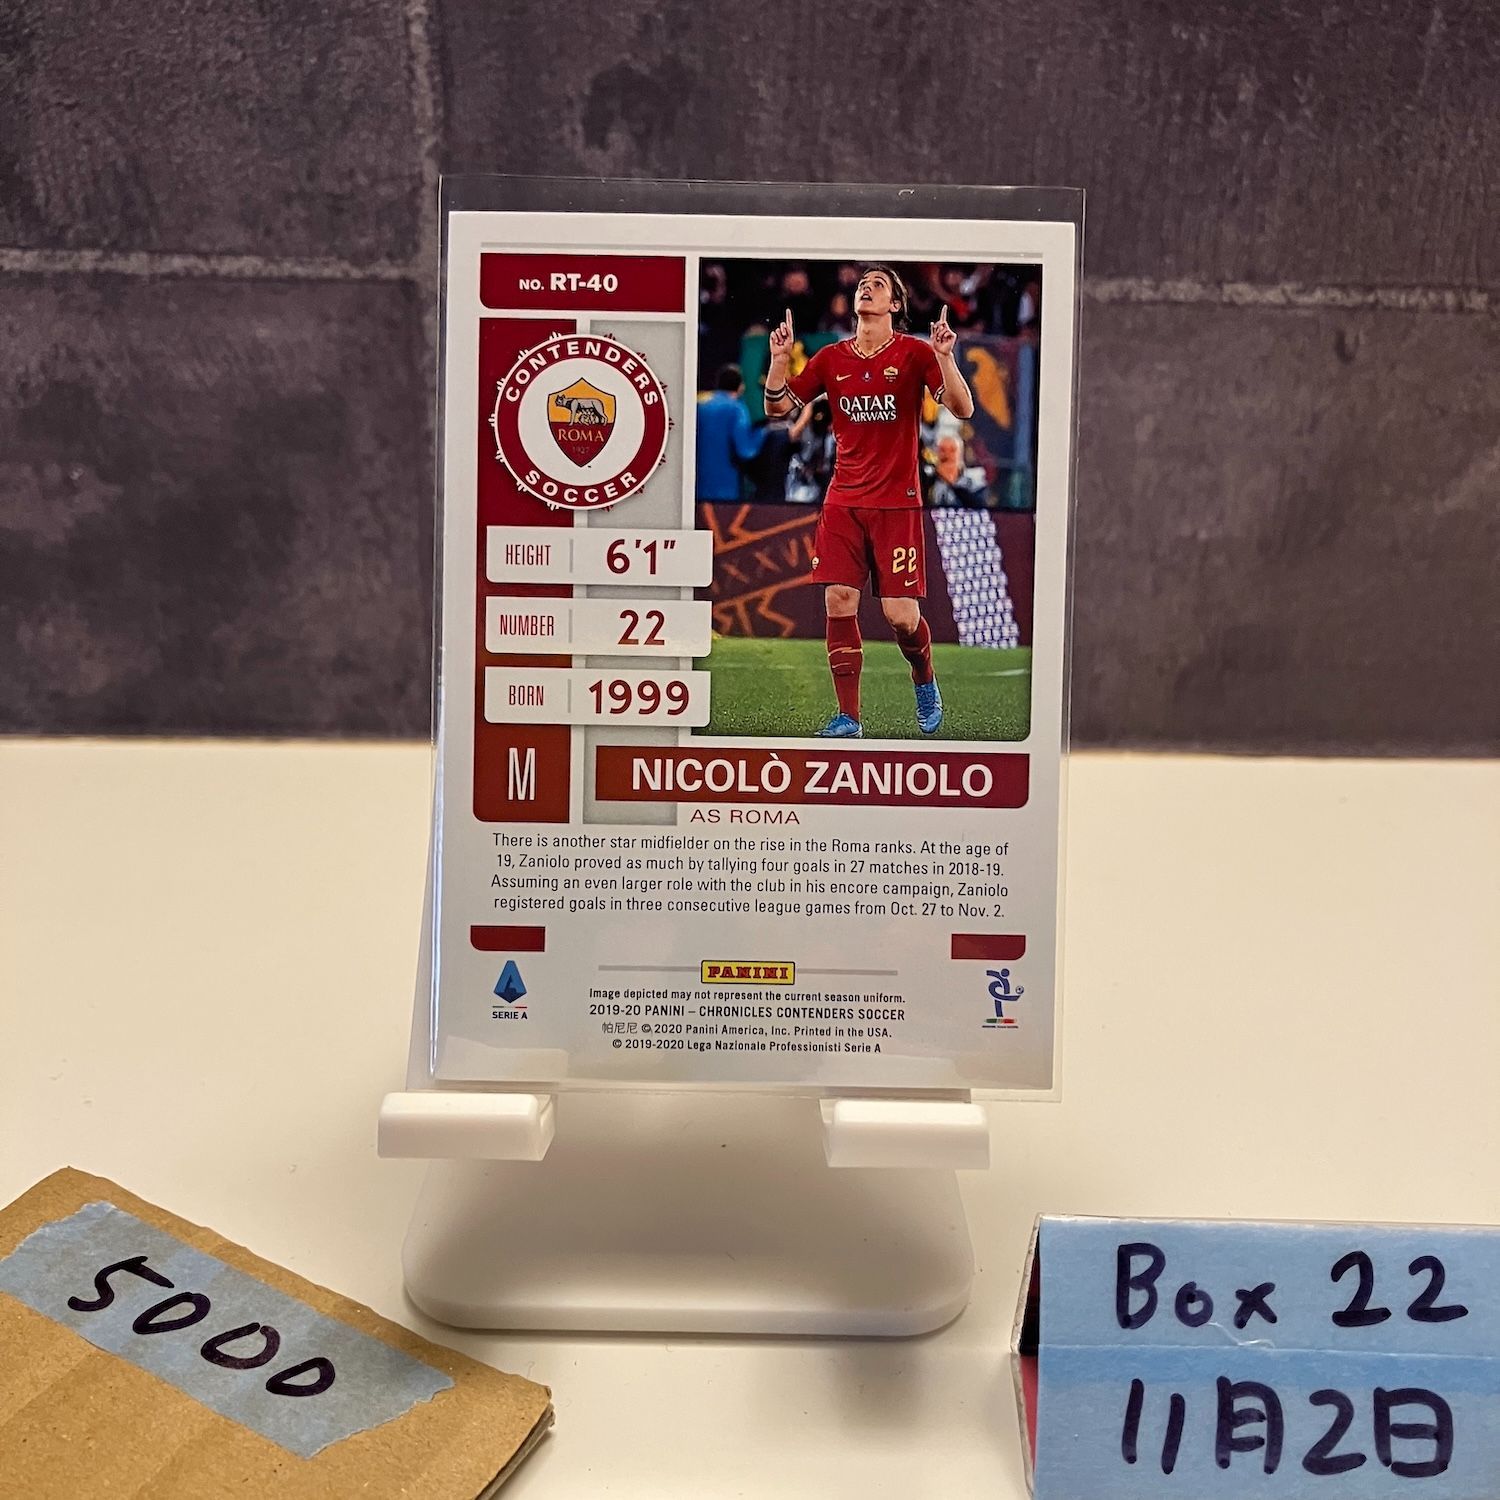 NO. RT-40
CONTENDERS
ROMA
1927
SOCCER
QATAR
AIRWAYS
22
HEIGHT 6'1"
NUMBER 22
BORN 1999
M
NICOLÒ ZANIOLO
AS ROMA
There is another star midfielder on the rise in the Roma ranks. At the age of
19, Zaniolo proved as much by tallying four goals in 27 matches in 2018-19.
Assuming an even larger role with the club in his encore campaign, Zaniolo
registered goals in three consecutive league games from Oct. 27 to Nov. 2.
SERIE A
PANINI
Image depicted may not represent the current season uniform.
2019-20 PANINI – CHRONICLES CONTENDERS SOCCER
帕尼尼 © 2020 Panini America, Inc. Printed in the USA.
© 2019-2020 Lega Nazionale Professionisti Serie A
5000
Box 22
11月2日